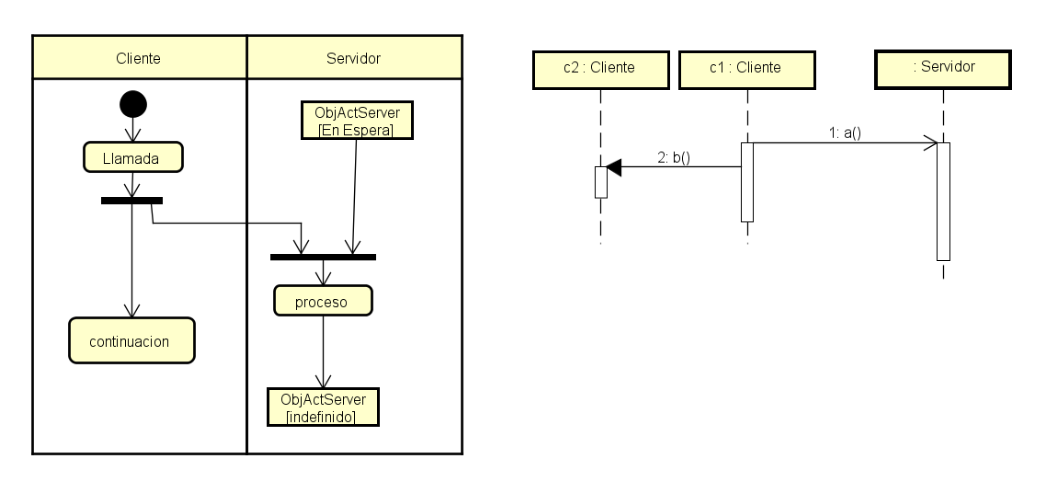 Cliente
Servidor
Llamada
ObjActServer
[En Espera]
proceso
continuacion
ObjActServer
[indefinido]
c2 : Cliente
c1 : Cliente
: Servidor
1: a()
2: b()